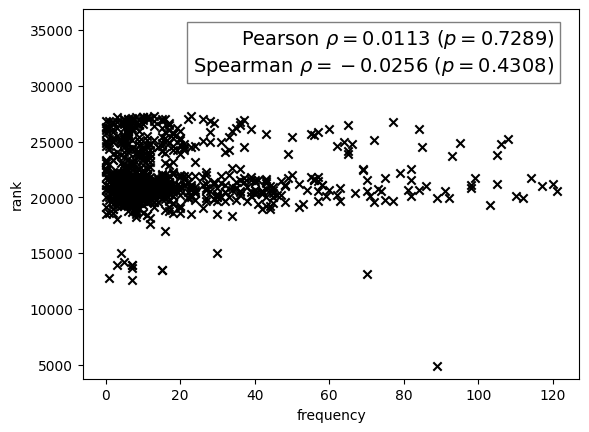 Pearson ρ = 0.0113 (p = 0.7289)
Spearman ρ = −0.0256 (p = 0.4308)
35000
30000
25000
20000
15000
10000
5000
rank
0 20 40 60 80 100 120
frequency